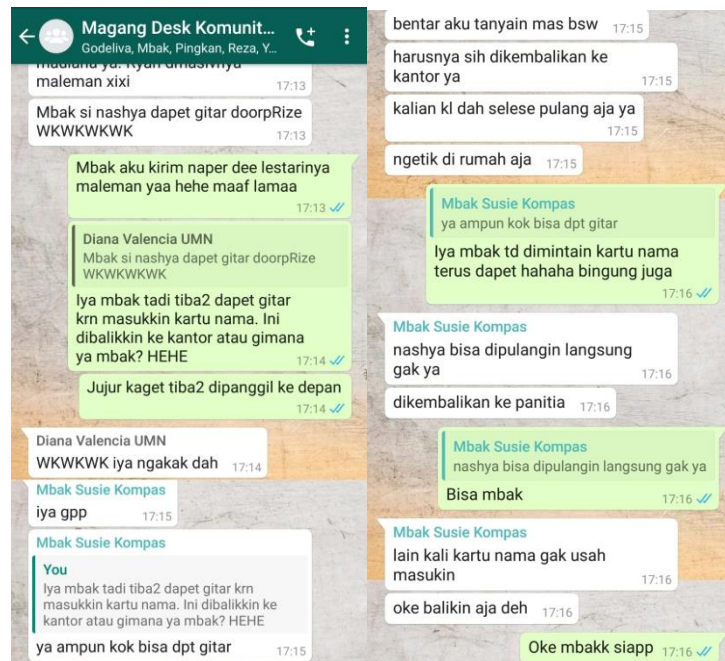 Magang Desk Komunit...
Godeliva, Mbak, Pingkan, Reza, Y...
maleman xixi
17:13
Mbak si nashya dapet gitar doorpRize
WKWKWKWK
17:13
Mbak aku kirim naper dee lestarinya
maleman yaa hehe maaf lamaa
17:13
Diana Valencia UMN
Mbak si nashya dapet gitar doorpRize
WKWKWKWK
Iya mbak tadi tiba2 dapet gitar
krn masukkin kartu nama. Ini
dibalikkin ke kantor atau gimana
ya mbak? HEHE
17:14
Jujur kaget tiba2 dipanggil ke depan
17:14
Diana Valencia UMN
WKWKWK iya ngakak dah 17:14
Mbak Susie Kompas
iya gpp 17:15
Mbak Susie Kompas
You
Iya mbak tadi tiba2 dapet gitar krn
masukkin kartu nama. Ini dibalikkin ke
kantor atau gimana ya mbak? HEHE
ya ampun kok bisa dpt gitar 17:15
bentar aku tanyain mas bsw 17:15
harusnya sih dikembalikan ke
kantor ya 17:15
kalian kl dah selese pulang aja ya
17:15
ngetik di rumah aja 17:15
Mbak Susie Kompas
ya ampun kok bisa dpt gitar
Iya mbak td dimintain kartu nama
terus dapet hahaha bingung juga
17:16
Mbak Susie Kompas
nashya bisa dipulangin langsung
gak ya 17:16
dikembalikan ke panitia 17:16
Mbak Susie Kompas
nashya bisa dipulangin langsung gak ya
Bisa mbak 17:16
Mbak Susie Kompas
lain kali kartu nama gak usah
masukin 17:16
oke balikin aja deh 17:16
Oke mbakk siapp 17:16